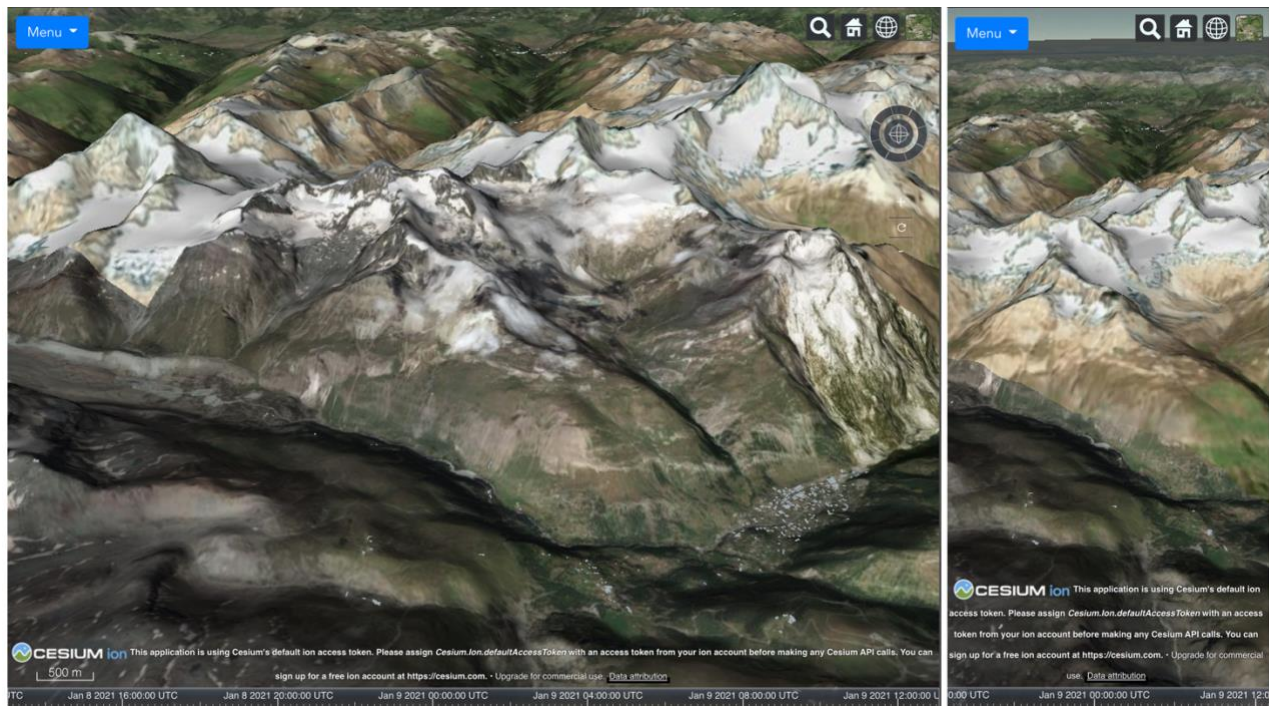 Menu
CESIUM ion This application is using Cesium's default ion access token. Please assign Cesium.Ion.defaultAccessToken with an access token from your ion account before making any Cesium API calls. You can
sign up for a free ion account at https://cesium.com. • Upgrade for commercial use. Data attribution
500 m
UTC Jan 8 2021 16:00:00 UTC Jan 8 2021 20:00:00 UTC Jan 9 2021 00:00:00 UTC Jan 9 2021 04:00:00 UTC Jan 9 2021 08:00:00 UTC Jan 9 2021 12:00:00 U
Menu
CESIUM ion This application is using Cesium's default ion
access token. Please assign Cesium.Ion.defaultAccessToken with an access
token from your ion account before making any Cesium API calls. You can
sign up for a free ion account at https://cesium.com. • Upgrade for commercial
use. Data attribution
0:00 UTC Jan 9 2021 00:00:00 UTC Jan 9 2021 12:0